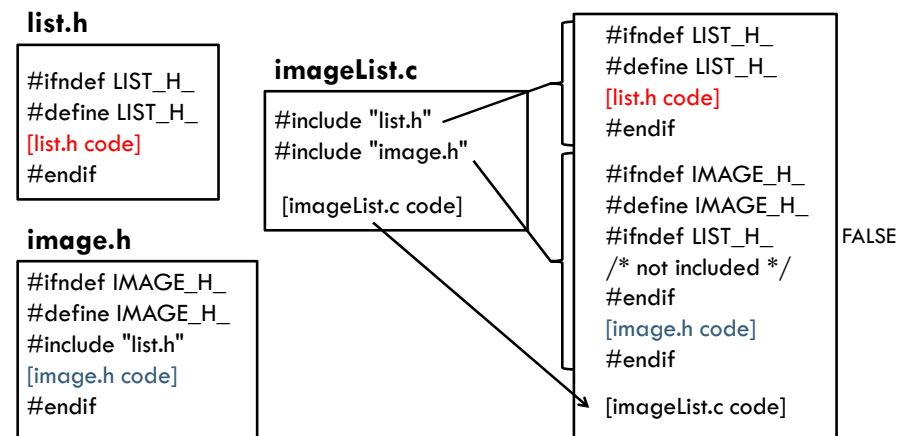 list.h
#ifndef LIST_H_
#define LIST_H_
[list.h code]
#endif
image.h
#ifndef IMAGE_H_
#define IMAGE_H_
#include "list.h"
[image.h code]
#endif
imageList.c
#include "list.h"
#include "image.h"
[imageList.c code]
#ifndef LIST_H_
#define LIST_H_
[list.h code]
#endif
#ifndef IMAGE_H_
#define IMAGE_H_
#ifndef LIST_H_
FALSE
/* not included */
#endif
[image.h code]
#endif
[imageList.c code]